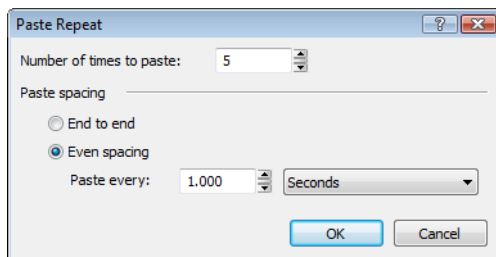 Paste Repeat
Number of times to paste: 5
Paste spacing
End to end
Even spacing
Paste every: 1.000 Seconds
OK Cancel